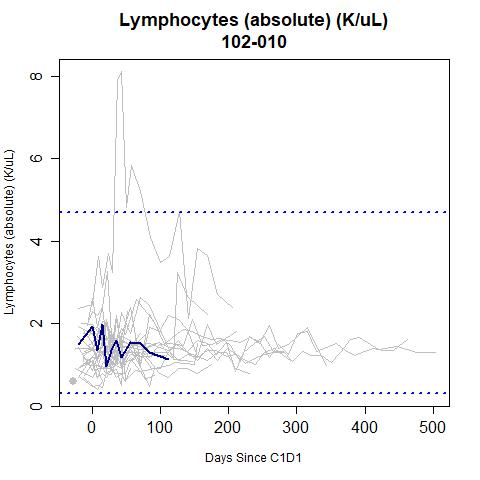 Lymphocytes (absolute) (K/uL)
102-010
Lymphocytes (absolute) (K/uL)
8
6
4
2
0
0 100 200 300 400 500
Days Since C1D1